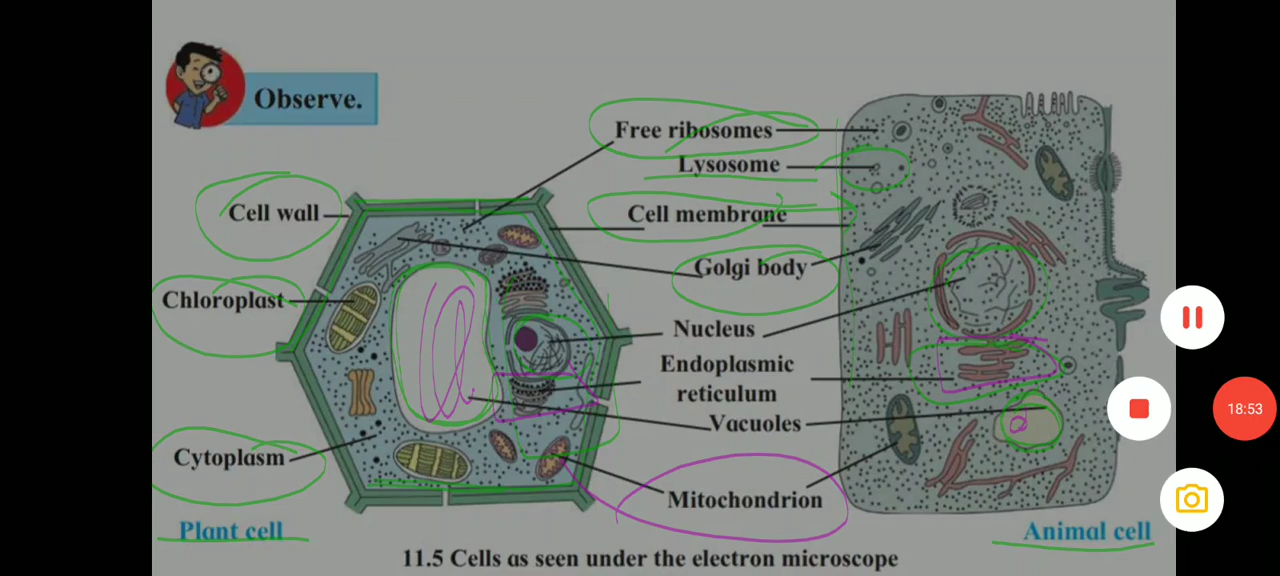 Observe.
Free ribosomes
Lysosome
Cell wall
Cell membrane
Golgi body
Chloroplast
Nucleus
Endoplasmic
reticulum
Vacuoles
Cytoplasm
Mitochondrion
Plant cell
Animal cell
11.5 Cells as seen under the electron microscope
18:53